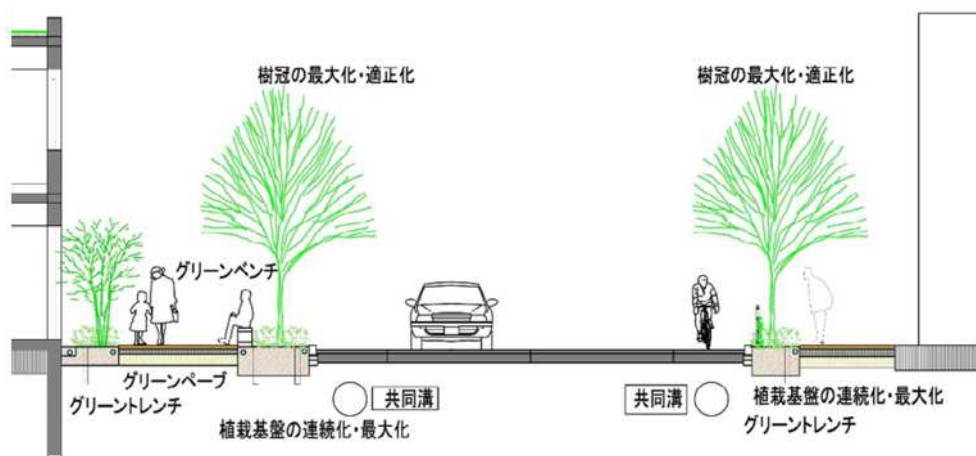 樹冠の最大化・適正化
樹冠の最大化・適正化
グリーンベンチ
グリーンペーブ
グリーントレンチ
共同溝
植栽基盤の連続化・最大化
共同溝
植栽基盤の連続化・最大化
グリーントレンチ